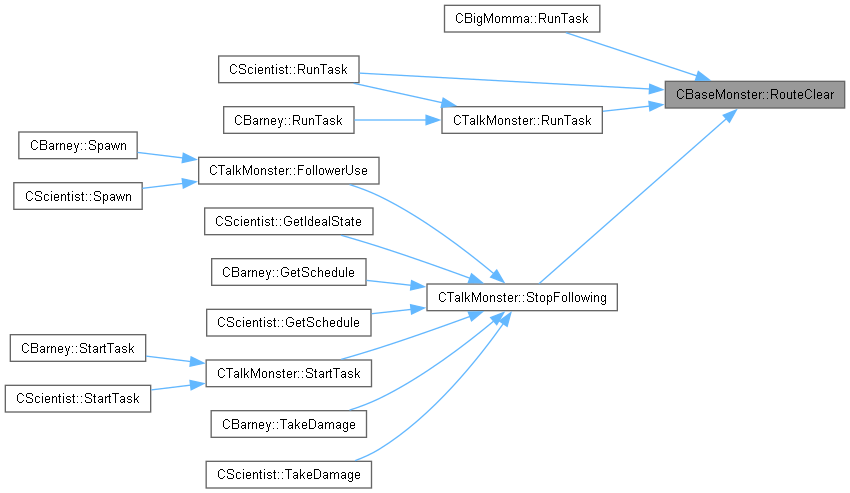 CBigMomma::RunTask
CScientist::RunTask
CBaseMonster::RouteClear
CBarney::RunTask
CTalkMonster::RunTask
CBarney::Spawn
CTalkMonster::FollowerUse
CScientist::Spawn
CScientist::GetIdealState
CBarney::GetSchedule
CTalkMonster::StopFollowing
CScientist::GetSchedule
CBarney::StartTask
CTalkMonster::StartTask
CScientist::StartTask
CBarney::TakeDamage
CScientist::TakeDamage